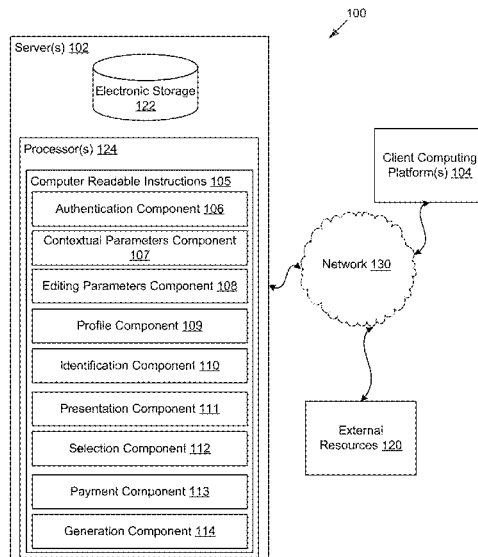 100
Server(s) 102
Electronic Storage
122
Processor(s) 124
Computer Readable Instructions 105
Authentication Component 106
Contextual Parameters Component
107
Editing Parameters Component 108
Profile Component 109
Identification Component 110
Presentation Component 111
Selection Component 112
Payment Component 113
Generation Component 114
Client Computing
Platform(s) 104
Network 130
External
Resources 120